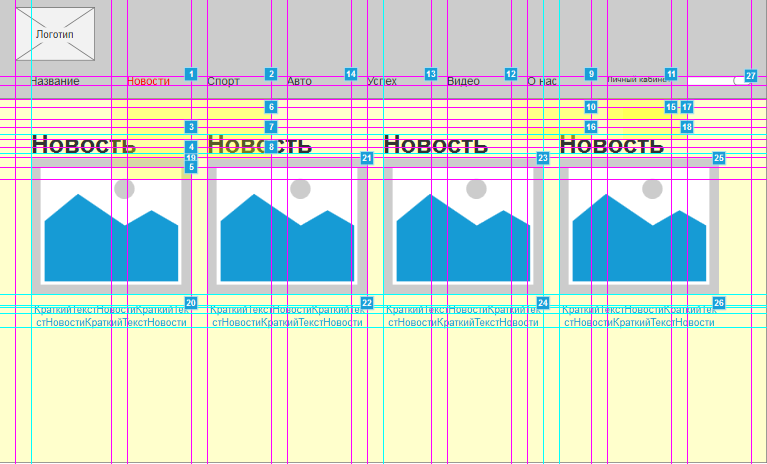 Логотип
1 2 14 13 12 9 11 27
Название Новости Спорт Авто Успех Видео О нас Личный кабинет
6 10 15 17
3 7 16 18
Новость Новость Новость Новость
4 8
19 21 23 25
5
20 22 24 26
КраткийТекстНовостиКраткийТек КраткийТекстНовостиКраткийТек КраткийТекстНовостиКраткийТек КраткийТекстНовостиКраткийТек
стНовостиКраткийТекстНовости стНовостиКраткийТекстНовости стНовостиКраткийТекстНовости стНовостиКраткийТекстНовости